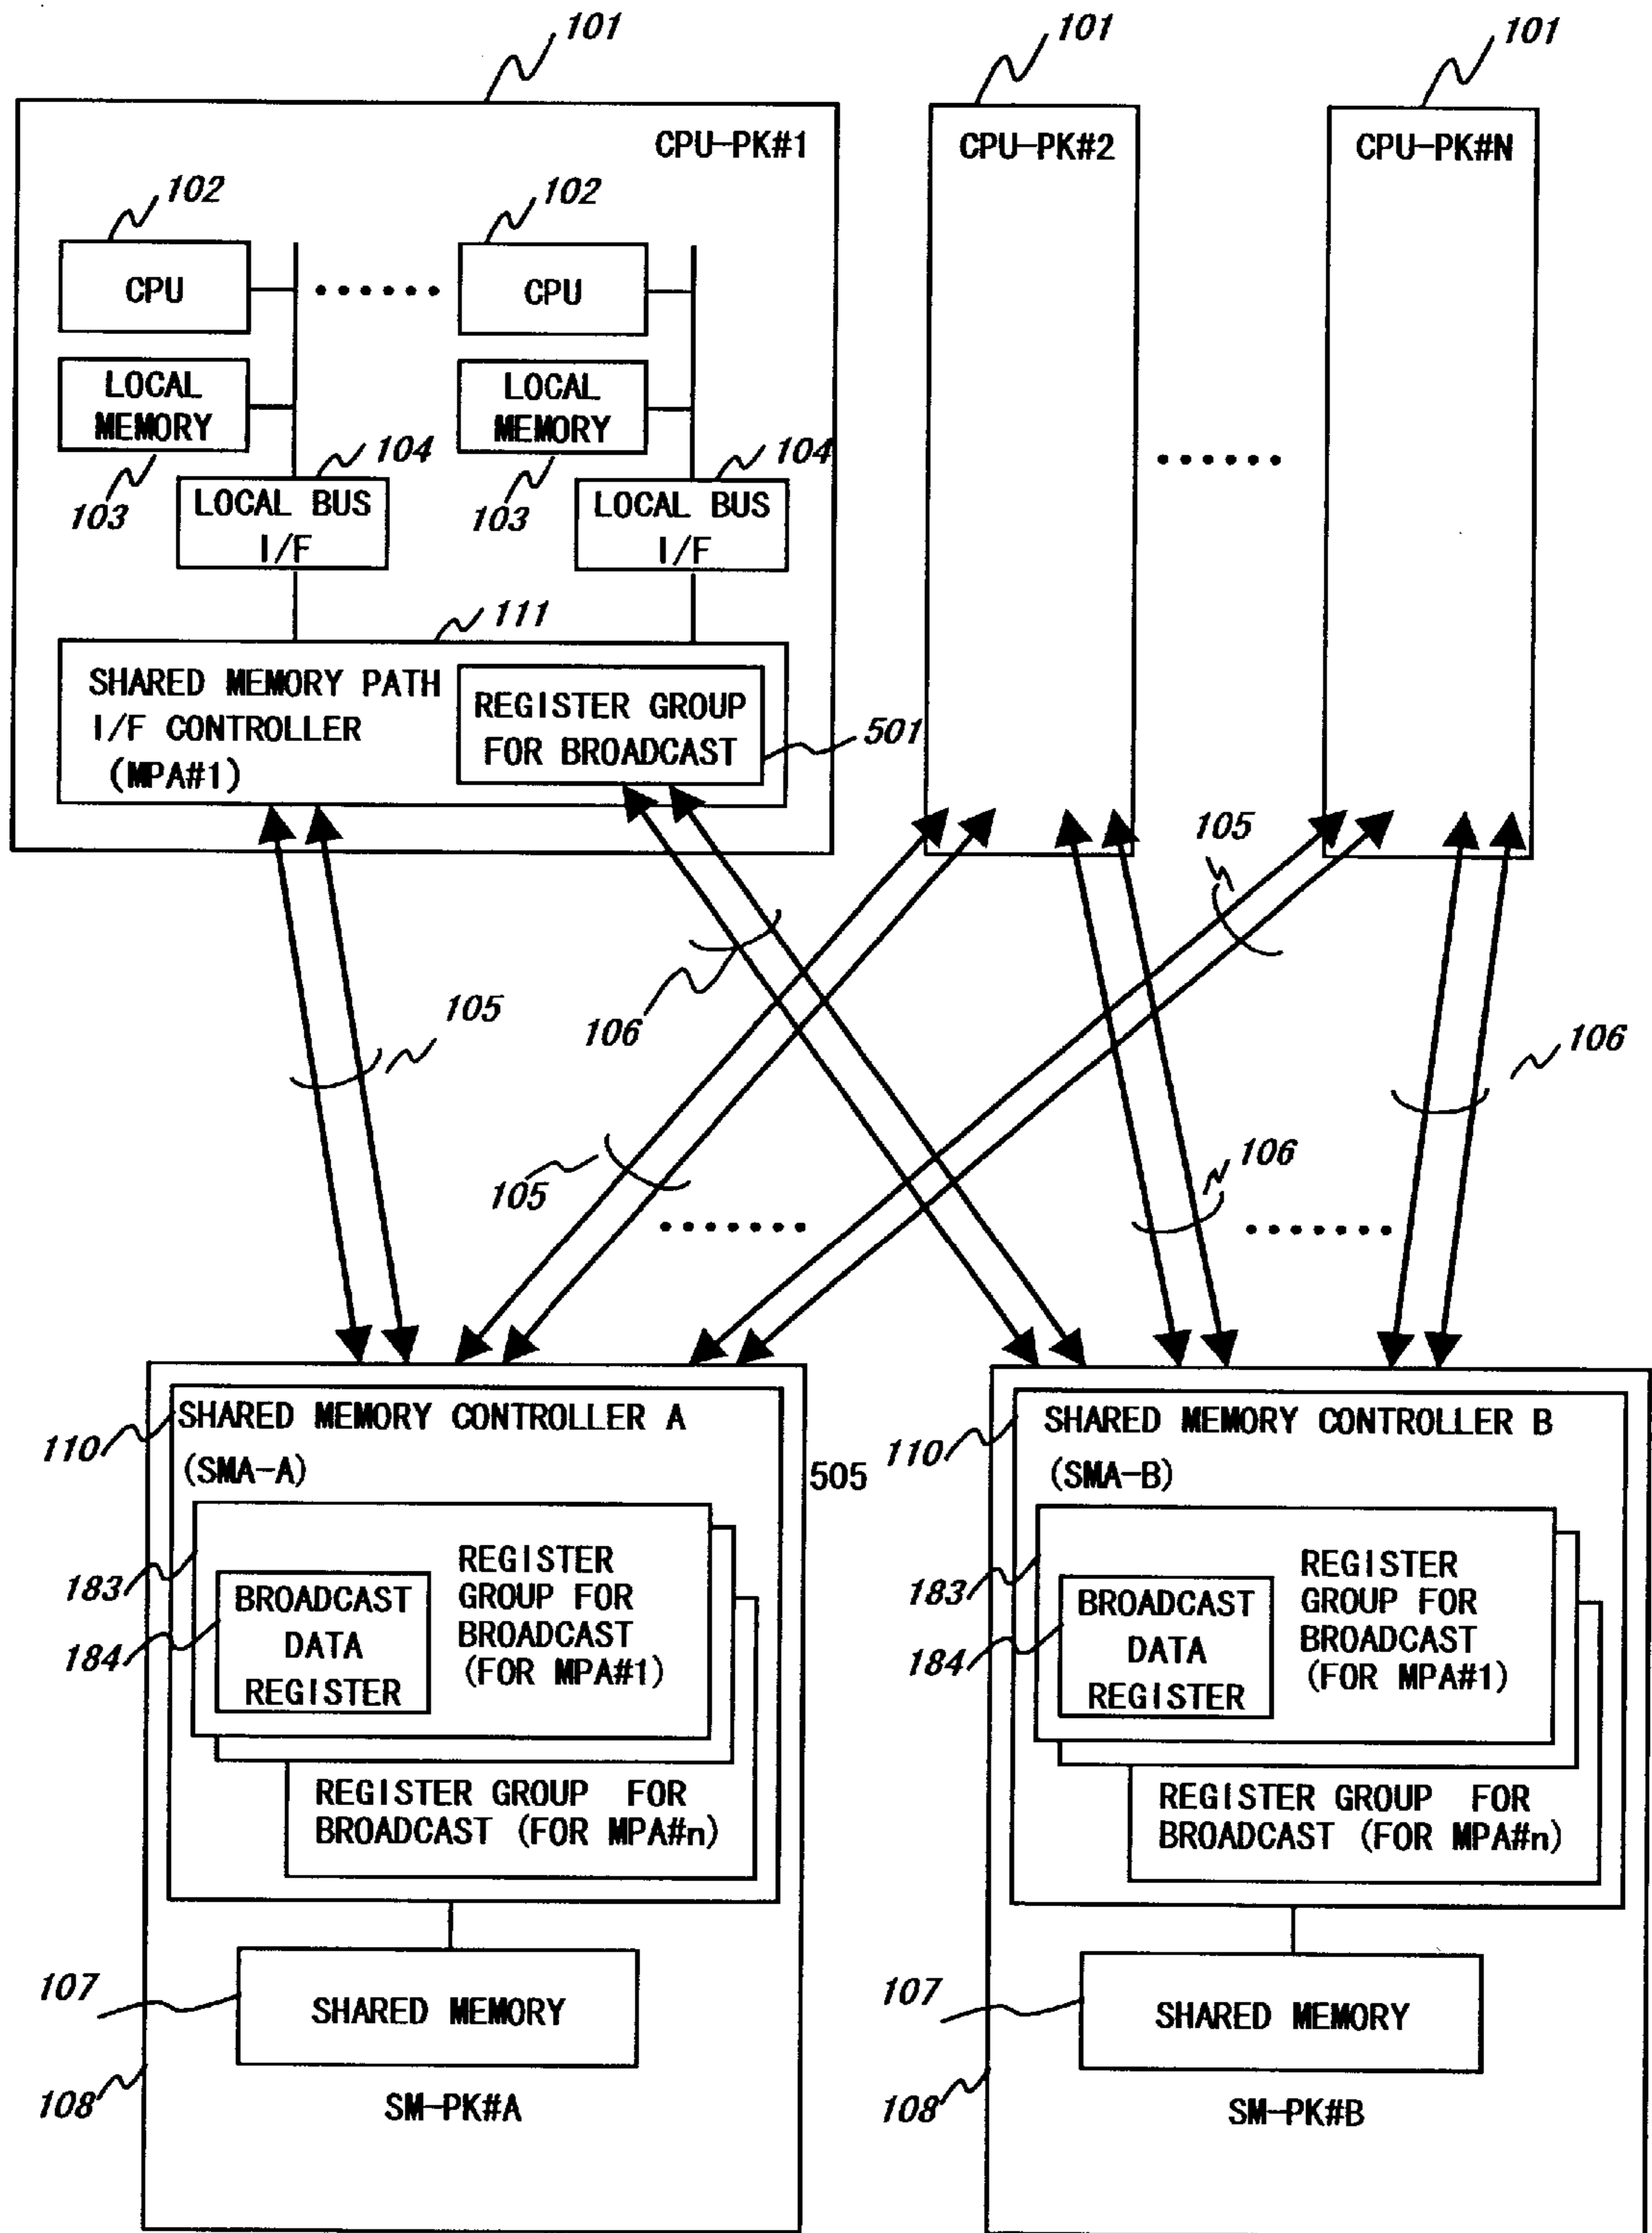 101
101
101
CPU-PK#1
CPU-PK#2
CPU-PK#N
102
102
CPU
CPU
LOCAL
MEMORY
LOCAL
MEMORY
103
104
103
104
LOCAL BUS
I/F
LOCAL BUS
I/F
111
SHARED MEMORY PATH
I/F CONTROLLER
(MPA#1)
REGISTER GROUP
FOR BROADCAST
501
105
105
106
106
105
106
SHARED MEMORY CONTROLLER A
(SMA-A)
110
505
183
REGISTER
GROUP FOR
BROADCAST
(FOR MPA#1)
184
BROADCAST
DATA
REGISTER
REGISTER GROUP FOR
BROADCAST (FOR MPA#n)
107
SHARED MEMORY
108
SM-PK#A
SHARED MEMORY CONTROLLER B
(SMA-B)
110
183
REGISTER
GROUP FOR
BROADCAST
(FOR MPA#1)
184
BROADCAST
DATA
REGISTER
REGISTER GROUP FOR
BROADCAST (FOR MPA#n)
107
SHARED MEMORY
108
SM-PK#B